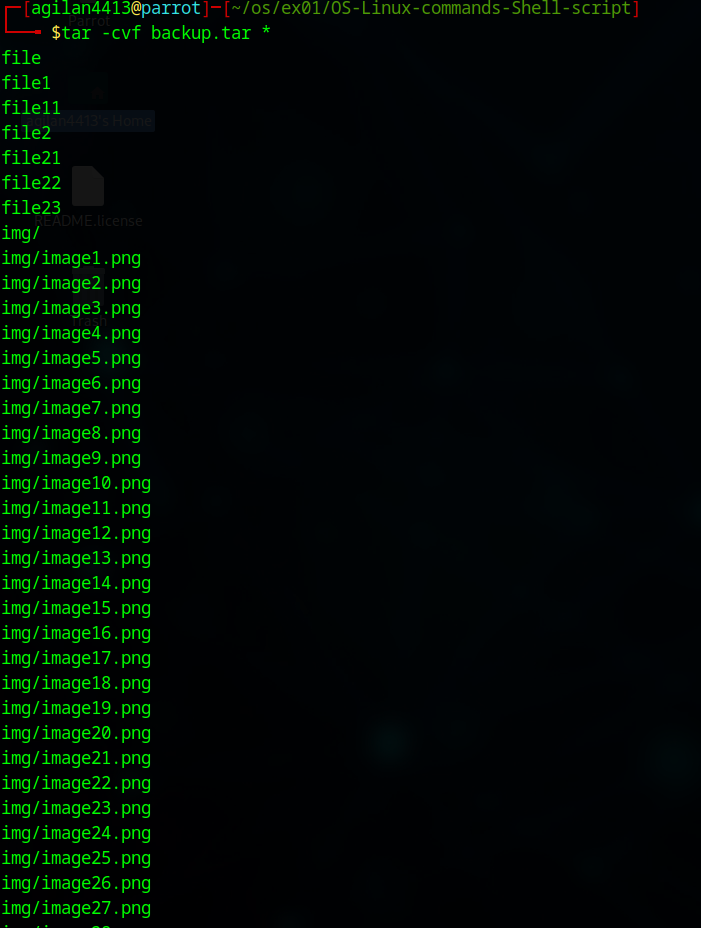 ┌─[agilan4413@parrot]─[~/os/ex01/OS-Linux-commands-Shell-script]
└──╼ $tar -cvf backup.tar *
file
file1
file11
file2
file21
file22
file23
README.license
img/
img/image1.png
img/image2.png
img/image3.png
img/image4.png
img/image5.png
img/image6.png
img/image7.png
img/image8.png
img/image9.png
img/image10.png
img/image11.png
img/image12.png
img/image13.png
img/image14.png
img/image15.png
img/image16.png
img/image17.png
img/image18.png
img/image19.png
img/image20.png
img/image21.png
img/image22.png
img/image23.png
img/image24.png
img/image25.png
img/image26.png
img/image27.png